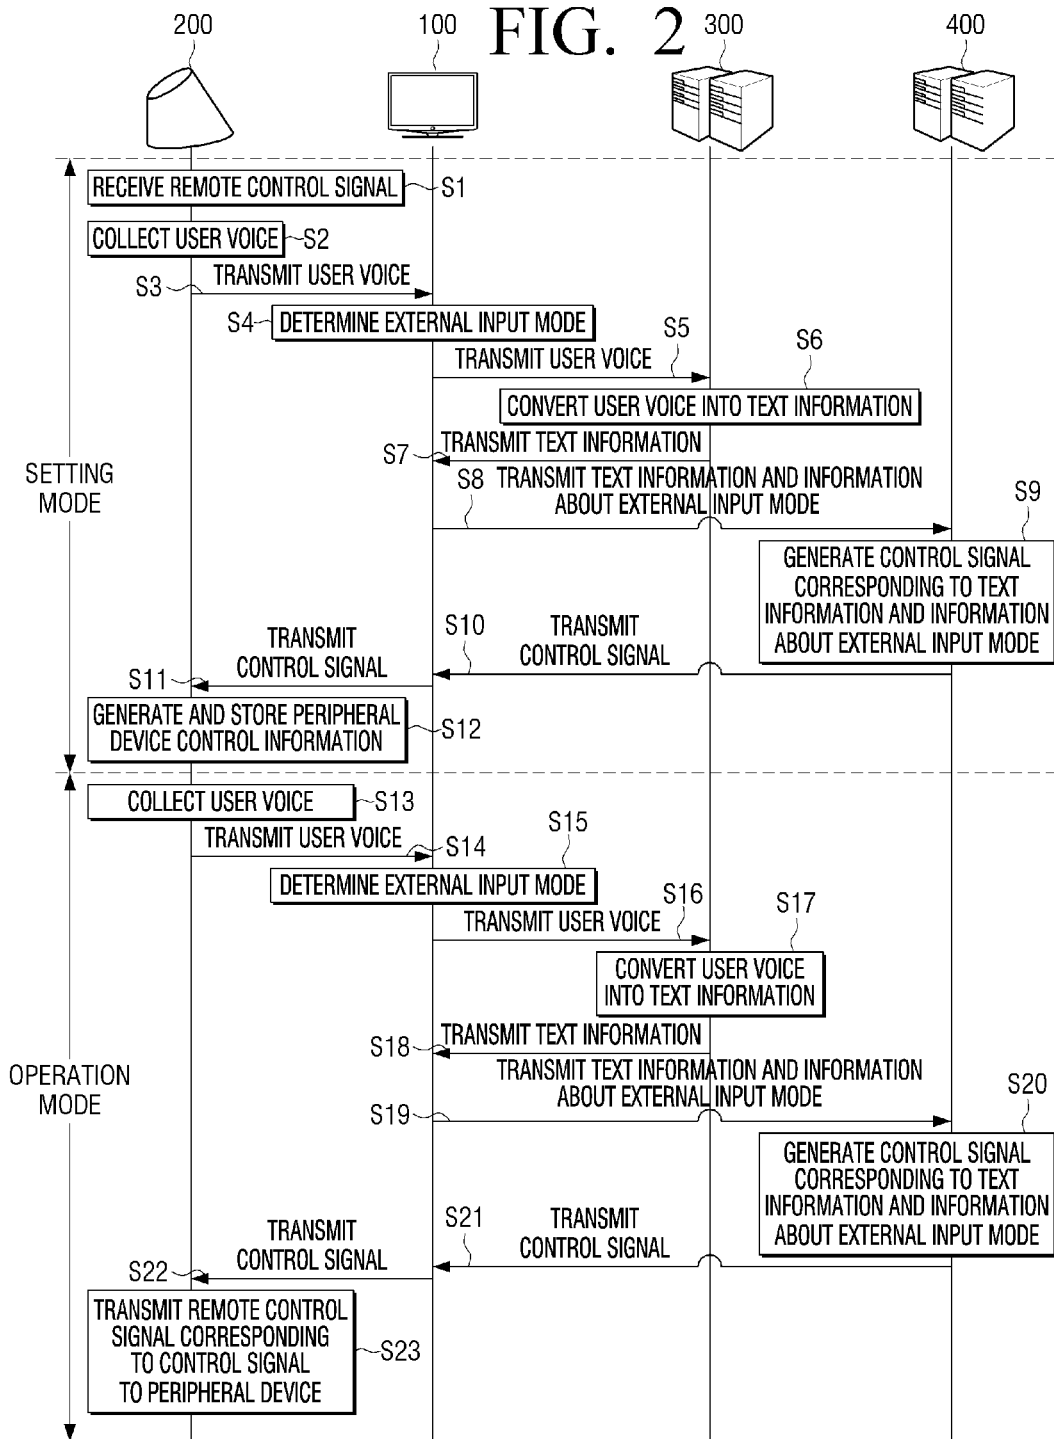 FIG. 2
200
100
300
400
RECEIVE REMOTE CONTROL SIGNAL
S1
COLLECT USER VOICE
S2
TRANSMIT USER VOICE
S3
S4
DETERMINE EXTERNAL INPUT MODE
S5
TRANSMIT USER VOICE
S6
CONVERT USER VOICE INTO TEXT INFORMATION
TRANSMIT TEXT INFORMATION
S7
SETTING
MODE
S8
TRANSMIT TEXT INFORMATION AND INFORMATION
ABOUT EXTERNAL INPUT MODE
S9
GENERATE CONTROL SIGNAL
CORRESPONDING TO TEXT
INFORMATION AND INFORMATION
ABOUT EXTERNAL INPUT MODE
S10
TRANSMIT
CONTROL SIGNAL
TRANSMIT
CONTROL SIGNAL
S11
GENERATE AND STORE PERIPHERAL
DEVICE CONTROL INFORMATION
S12
COLLECT USER VOICE
S13
TRANSMIT USER VOICE
S14
S15
DETERMINE EXTERNAL INPUT MODE
S16
TRANSMIT USER VOICE
S17
CONVERT USER VOICE
INTO TEXT INFORMATION
TRANSMIT TEXT INFORMATION
S18
OPERATION
MODE
TRANSMIT TEXT INFORMATION AND INFORMATION
ABOUT EXTERNAL INPUT MODE
S19
S20
GENERATE CONTROL SIGNAL
CORRESPONDING TO TEXT
INFORMATION AND INFORMATION
ABOUT EXTERNAL INPUT MODE
S21
TRANSMIT
CONTROL SIGNAL
TRANSMIT
CONTROL SIGNAL
S22
TRANSMIT REMOTE CONTROL
SIGNAL CORRESPONDING
TO CONTROL SIGNAL
TO PERIPHERAL DEVICE
S23